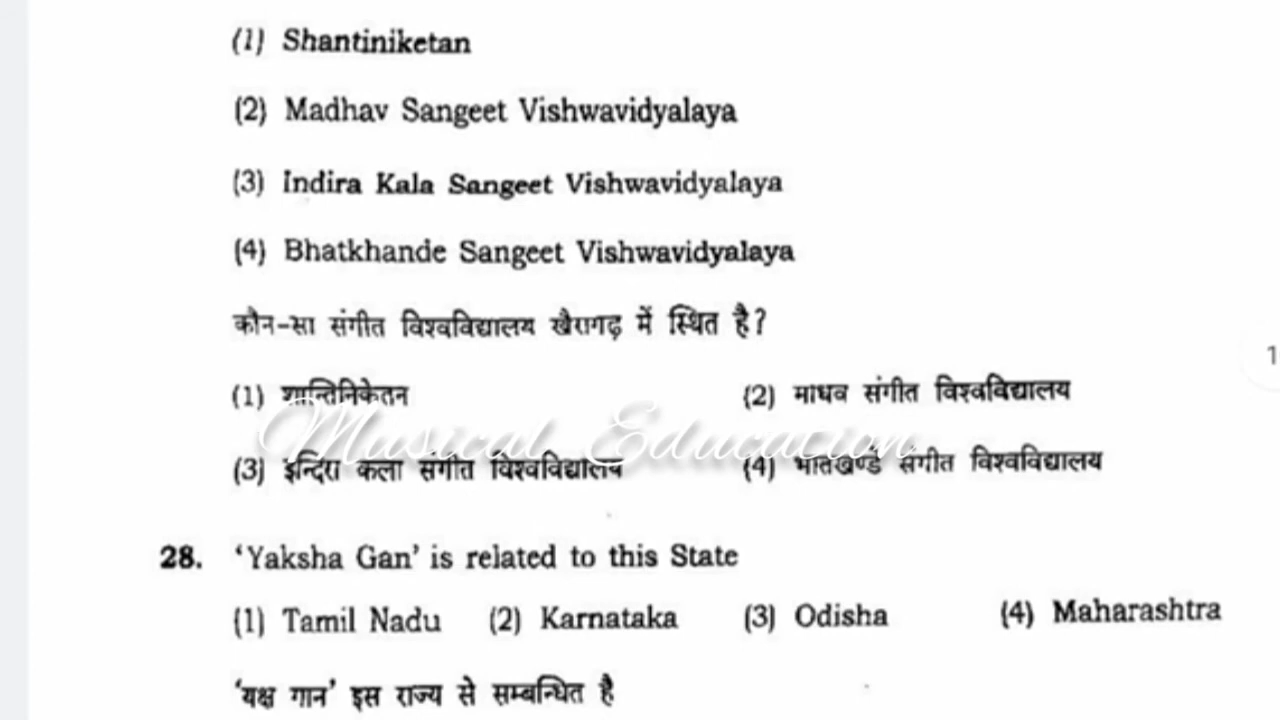 (1) Shantiniketan
(2) Madhav Sangeet Vishwavidyalaya
(3) Indira Kala Sangeet Vishwavidyalaya
(4) Bhatkhande Sangeet Vishwavidyalaya
कौन-सा संगीत विश्वविद्यालय खैरागढ़ में स्थित है?
(1) शान्तिनिकेतन (2) माधव संगीत विश्वविद्यालय
Musical Education
(3) इन्दिरा कला संगीत विश्वविद्यालय (4) भातखण्डे संगीत विश्वविद्यालय
28. ‘Yaksha Gan’ is related to this State
(1) Tamil Nadu (2) Karnataka (3) Odisha (4) Maharashtra
‘यक्ष गान’ इस राज्य से सम्बन्धित है
1